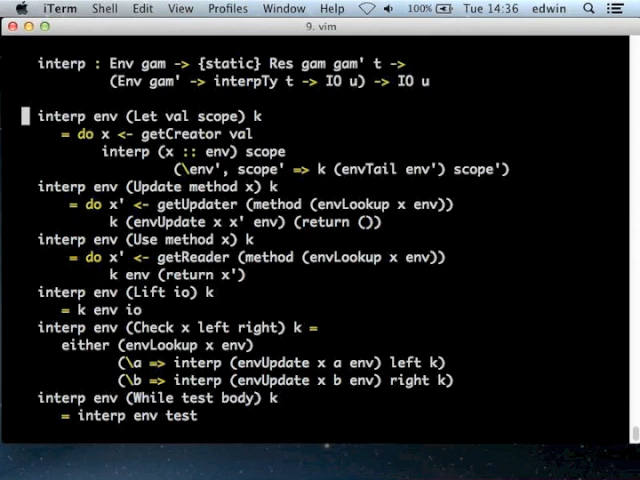 iTerm Shell Edit View Profiles Window Help 100% Tue 14:36 edwin
9. vim
interp : Env gam -> {static} Res gam gam' t ->
(Env gam' -> interpTy t -> IO u) -> IO u
interp env (Let val scope) k
= do x <- getCreator val
interp (x :: env) scope
(\env', scope' => k (envTail env') scope')
interp env (Update method x) k
= do x' <- getUpdater (method (envLookup x env))
k (envUpdate x x' env) (return ())
interp env (Use method x) k
= do x' <- getReader (method (envLookup x env))
k env (return x')
interp env (Lift io) k
= k env io
interp env (Check x left right) k =
either (envLookup x env)
(\a => interp (envUpdate x a env) left k)
(\b => interp (envUpdate x b env) right k)
interp env (While test body) k
= interp env test